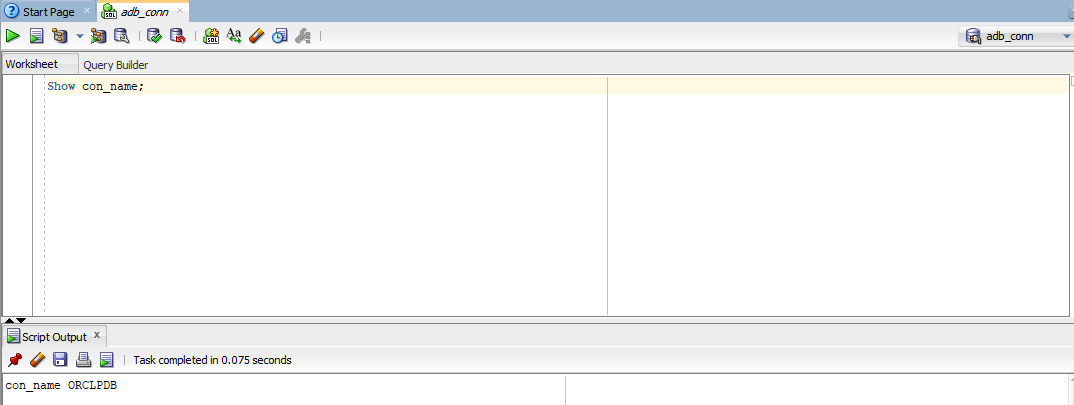 Start Page
adb_conn
adb_conn
Worksheet
Query Builder
Show con_name;
Script Output
Task completed in 0.075 seconds
con_name ORCLPDB